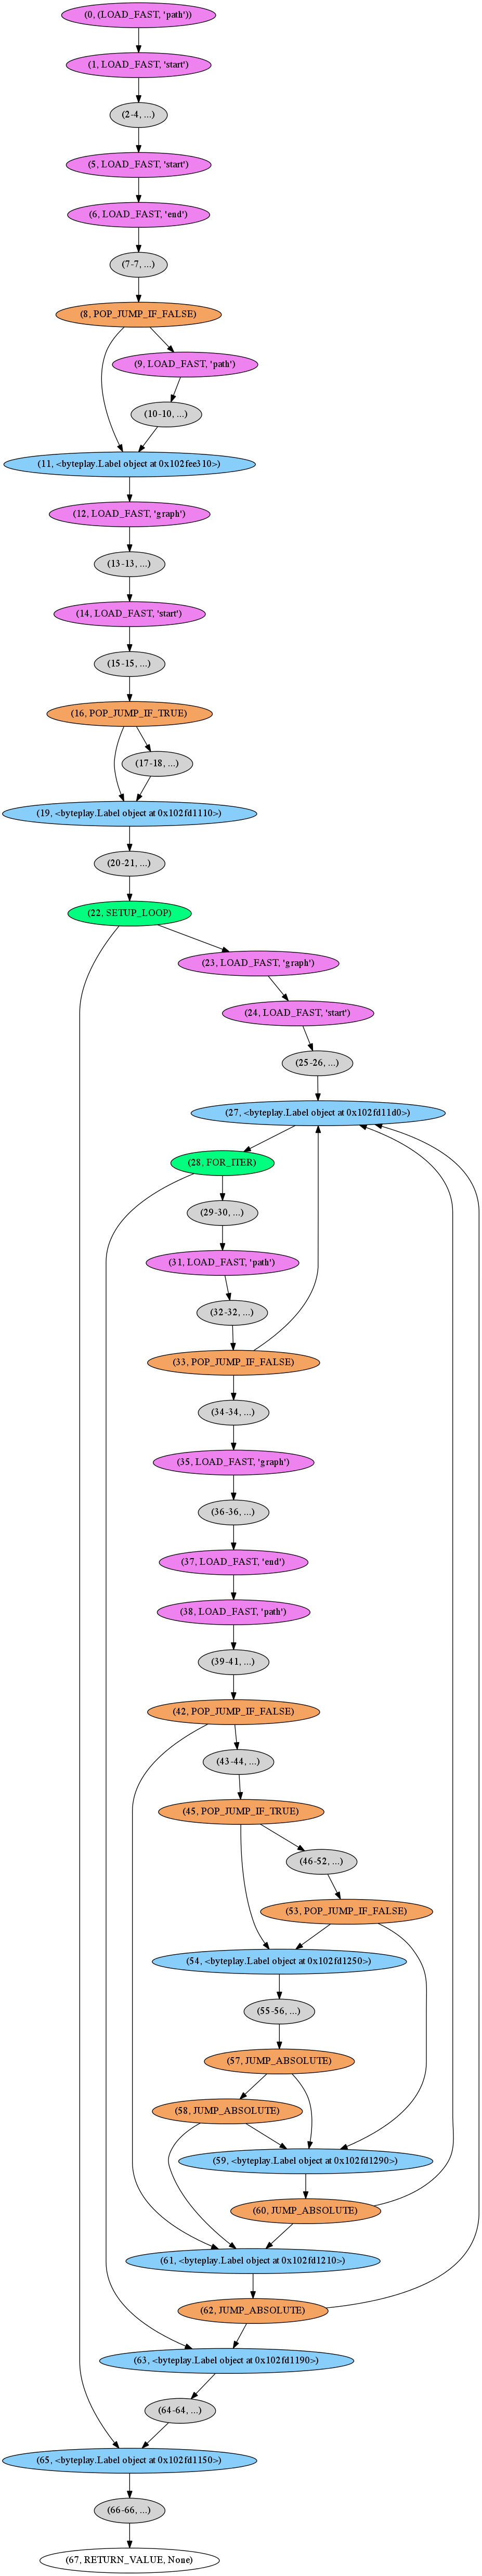 (0, (LOAD_FAST, 'path'))
(1, LOAD_FAST, 'start')
(2-4, ...)
(5, LOAD_FAST, 'start')
(6, LOAD_FAST, 'end')
(7-7, ...)
(8, POP_JUMP_IF_FALSE)
(9, LOAD_FAST, 'path')
(10-10, ...)
(11, <byteplay.Label object at 0x102fee310>)
(12, LOAD_FAST, 'graph')
(13-13, ...)
(14, LOAD_FAST, 'start')
(15-15, ...)
(16, POP_JUMP_IF_TRUE)
(17-18, ...)
(19, <byteplay.Label object at 0x102fd1110>)
(20-21, ...)
(22, SETUP_LOOP)
(23, LOAD_FAST, 'graph')
(24, LOAD_FAST, 'start')
(25-26, ...)
(27, <byteplay.Label object at 0x102fd11d0>)
(28, FOR_ITER)
(29-30, ...)
(31, LOAD_FAST, 'path')
(32-32, ...)
(33, POP_JUMP_IF_FALSE)
(34-34, ...)
(35, LOAD_FAST, 'graph')
(36-36, ...)
(37, LOAD_FAST, 'end')
(38, LOAD_FAST, 'path')
(39-41, ...)
(42, POP_JUMP_IF_FALSE)
(43-44, ...)
(45, POP_JUMP_IF_TRUE)
(46-52, ...)
(53, POP_JUMP_IF_FALSE)
(54, <byteplay.Label object at 0x102fd1250>)
(55-56, ...)
(57, JUMP_ABSOLUTE)
(58, JUMP_ABSOLUTE)
(59, <byteplay.Label object at 0x102fd1290>)
(60, JUMP_ABSOLUTE)
(61, <byteplay.Label object at 0x102fd1210>)
(62, JUMP_ABSOLUTE)
(63, <byteplay.Label object at 0x102fd1190>)
(64-64, ...)
(65, <byteplay.Label object at 0x102fd1150>)
(66-66, ...)
(67, RETURN_VALUE, None)